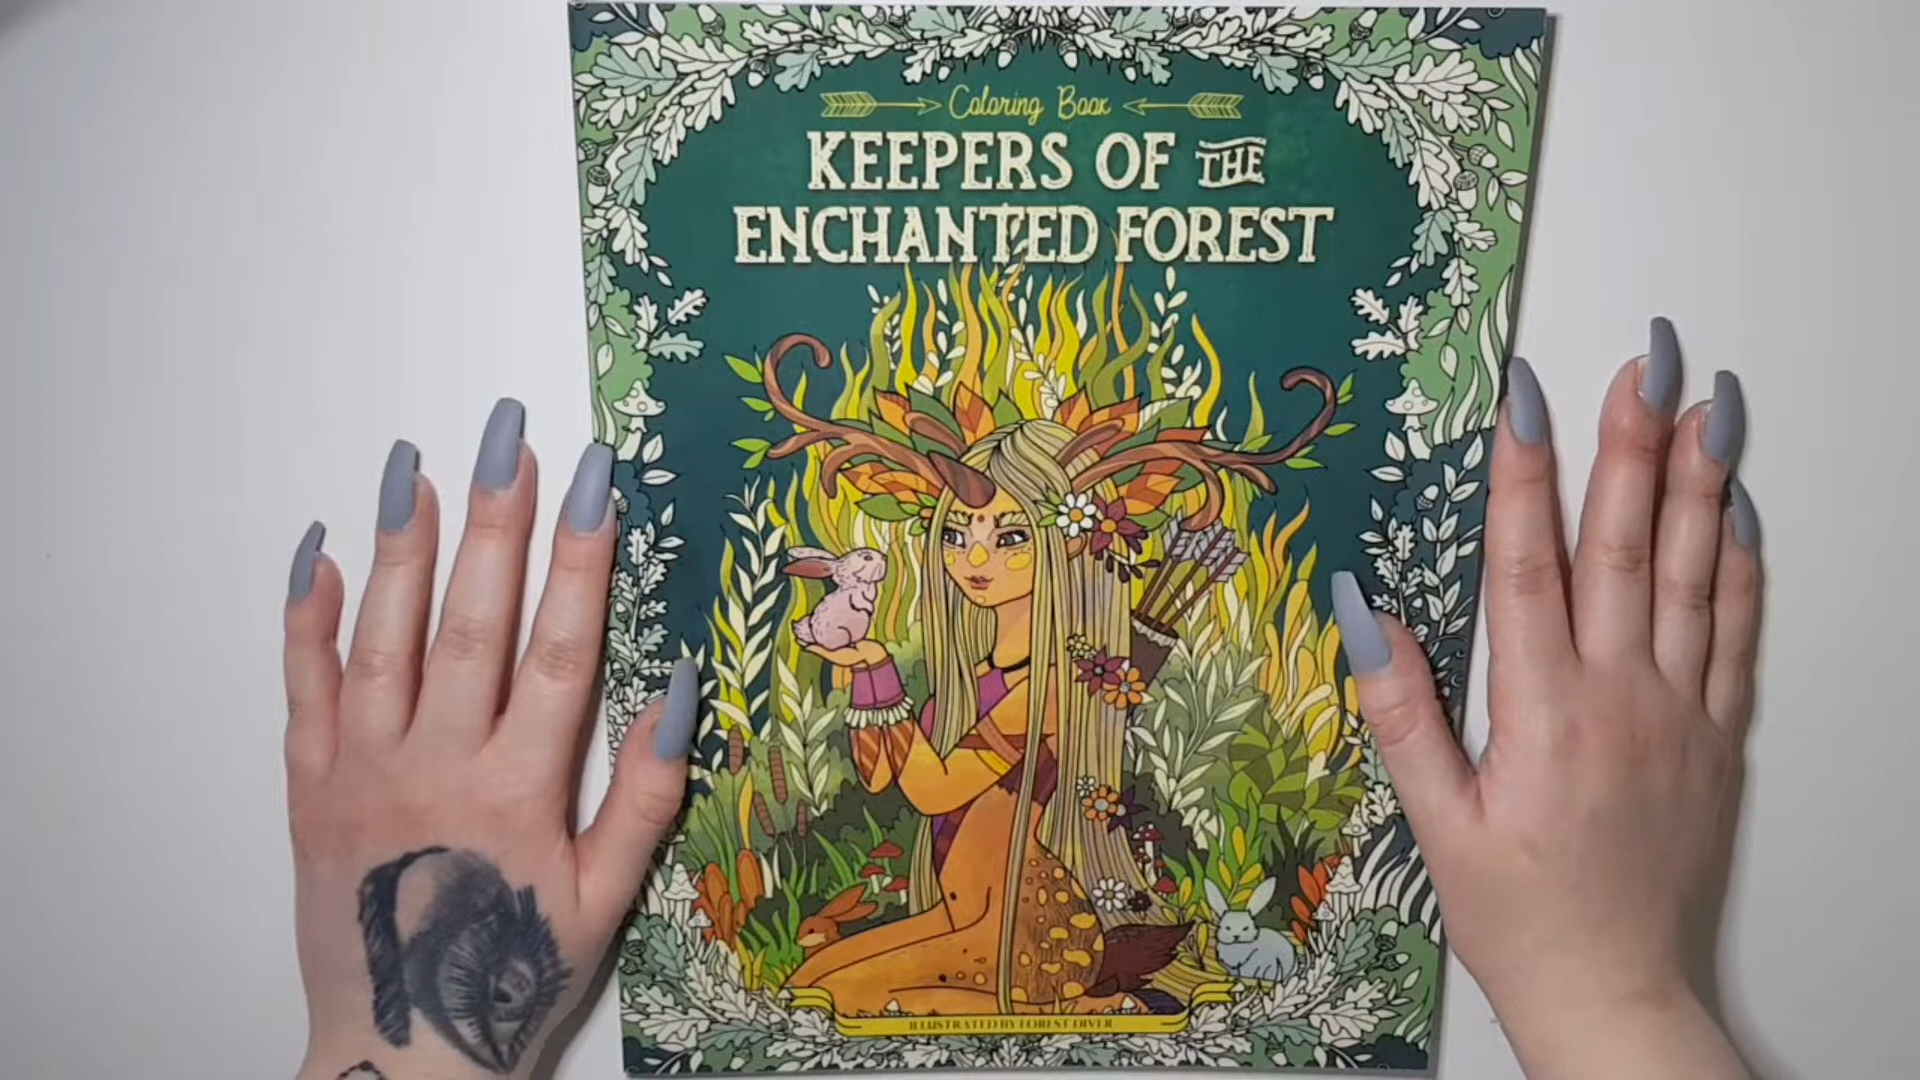 Coloring Book
KEEPERS OF THE
ENCHANTED FOREST
ILLUSTRATED BY FOREST DIVER